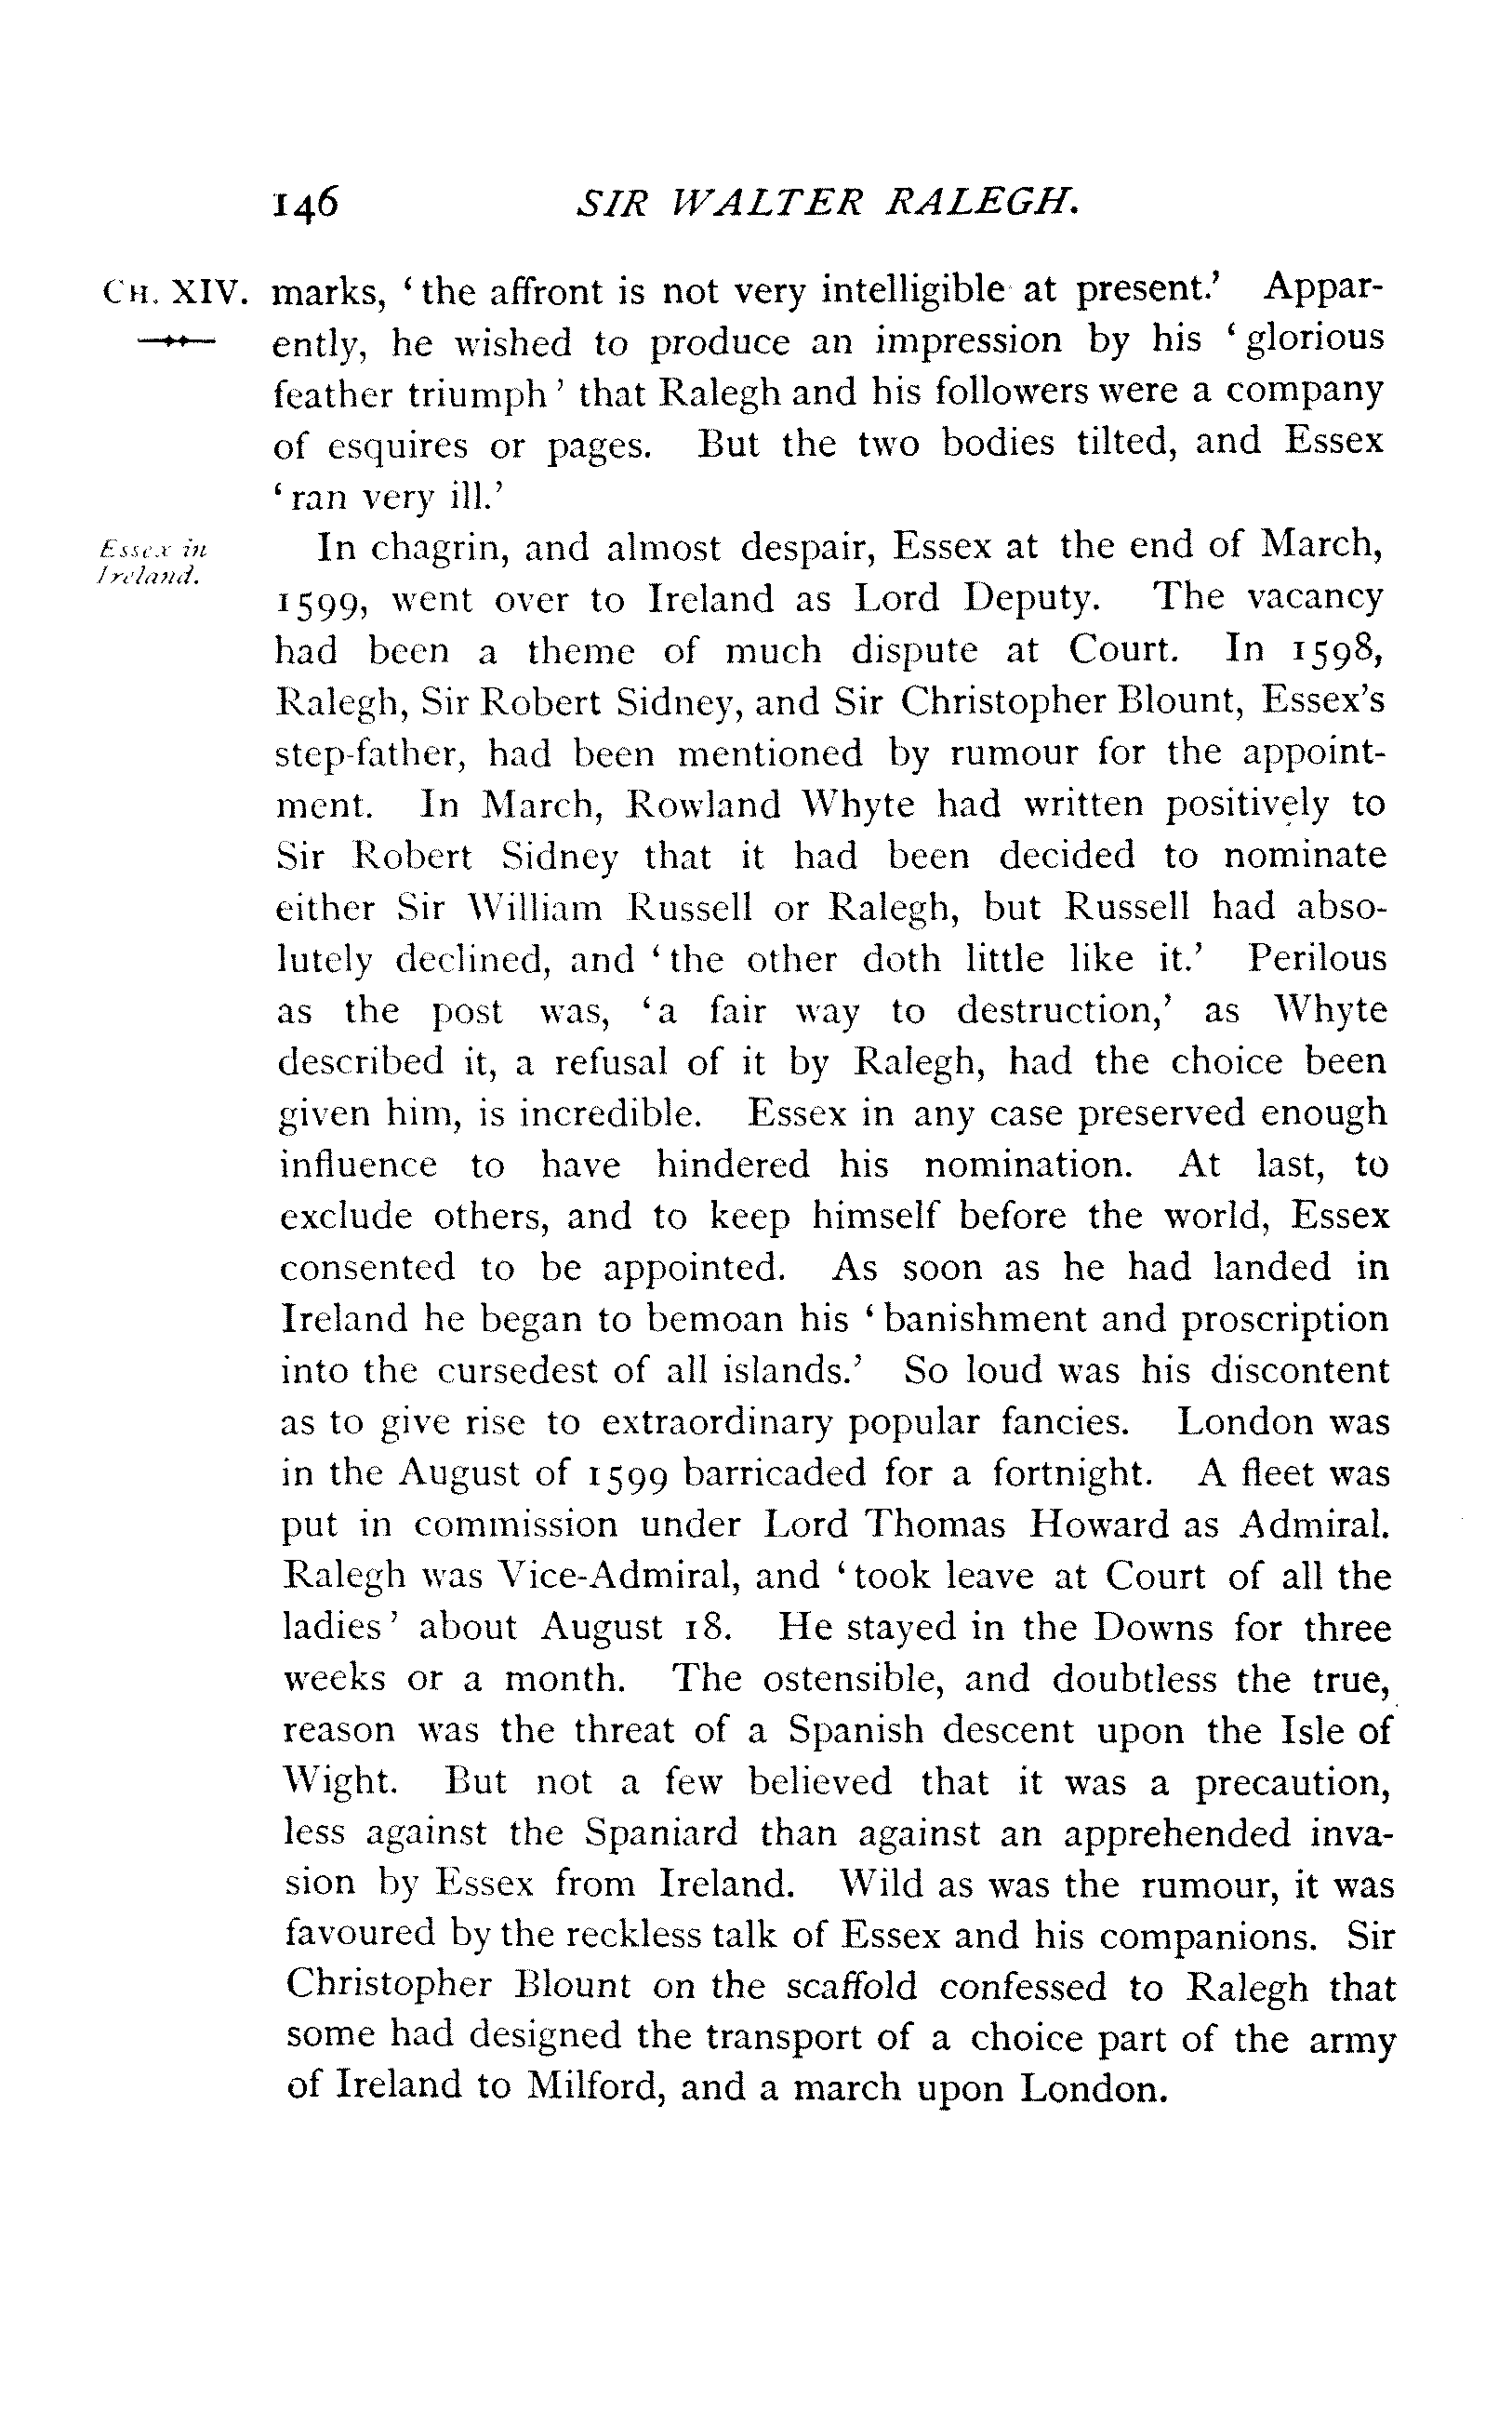 146 SIR WALTER RALEGH.
CH. XIV. marks, ‘the affront is not very intelligible at present.’ Appar-
ently, he wished to produce an impression by his ‘glorious
feather triumph’ that Ralegh and his followers were a company
of esquires or pages. But the two bodies tilted, and Essex
‘ran very ill.’
Essex in
Ireland.
In chagrin, and almost despair, Essex at the end of March,
1599, went over to Ireland as Lord Deputy. The vacancy
had been a theme of much dispute at Court. In 1598,
Ralegh, Sir Robert Sidney, and Sir Christopher Blount, Essex’s
step-father, had been mentioned by rumour for the appoint-
ment. In March, Rowland Whyte had written positively to
Sir Robert Sidney that it had been decided to nominate
either Sir William Russell or Ralegh, but Russell had abso-
lutely declined, and ‘the other doth little like it.’ Perilous
as the post was, ‘a fair way to destruction,’ as Whyte
described it, a refusal of it by Ralegh, had the choice been
given him, is incredible. Essex in any case preserved enough
influence to have hindered his nomination. At last, to
exclude others, and to keep himself before the world, Essex
consented to be appointed. As soon as he had landed in
Ireland he began to bemoan his ‘banishment and proscription
into the cursedest of all islands.’ So loud was his discontent
as to give rise to extraordinary popular fancies. London was
in the August of 1599 barricaded for a fortnight. A fleet was
put in commission under Lord Thomas Howard as Admiral.
Ralegh was Vice-Admiral, and ‘took leave at Court of all the
ladies’ about August 18. He stayed in the Downs for three
weeks or a month. The ostensible, and doubtless the true,
reason was the threat of a Spanish descent upon the Isle of
Wight. But not a few believed that it was a precaution,
less against the Spaniard than against an apprehended inva-
sion by Essex from Ireland. Wild as was the rumour, it was
favoured by the reckless talk of Essex and his companions. Sir
Christopher Blount on the scaffold confessed to Ralegh that
some had designed the transport of a choice part of the army
of Ireland to Milford, and a march upon London.